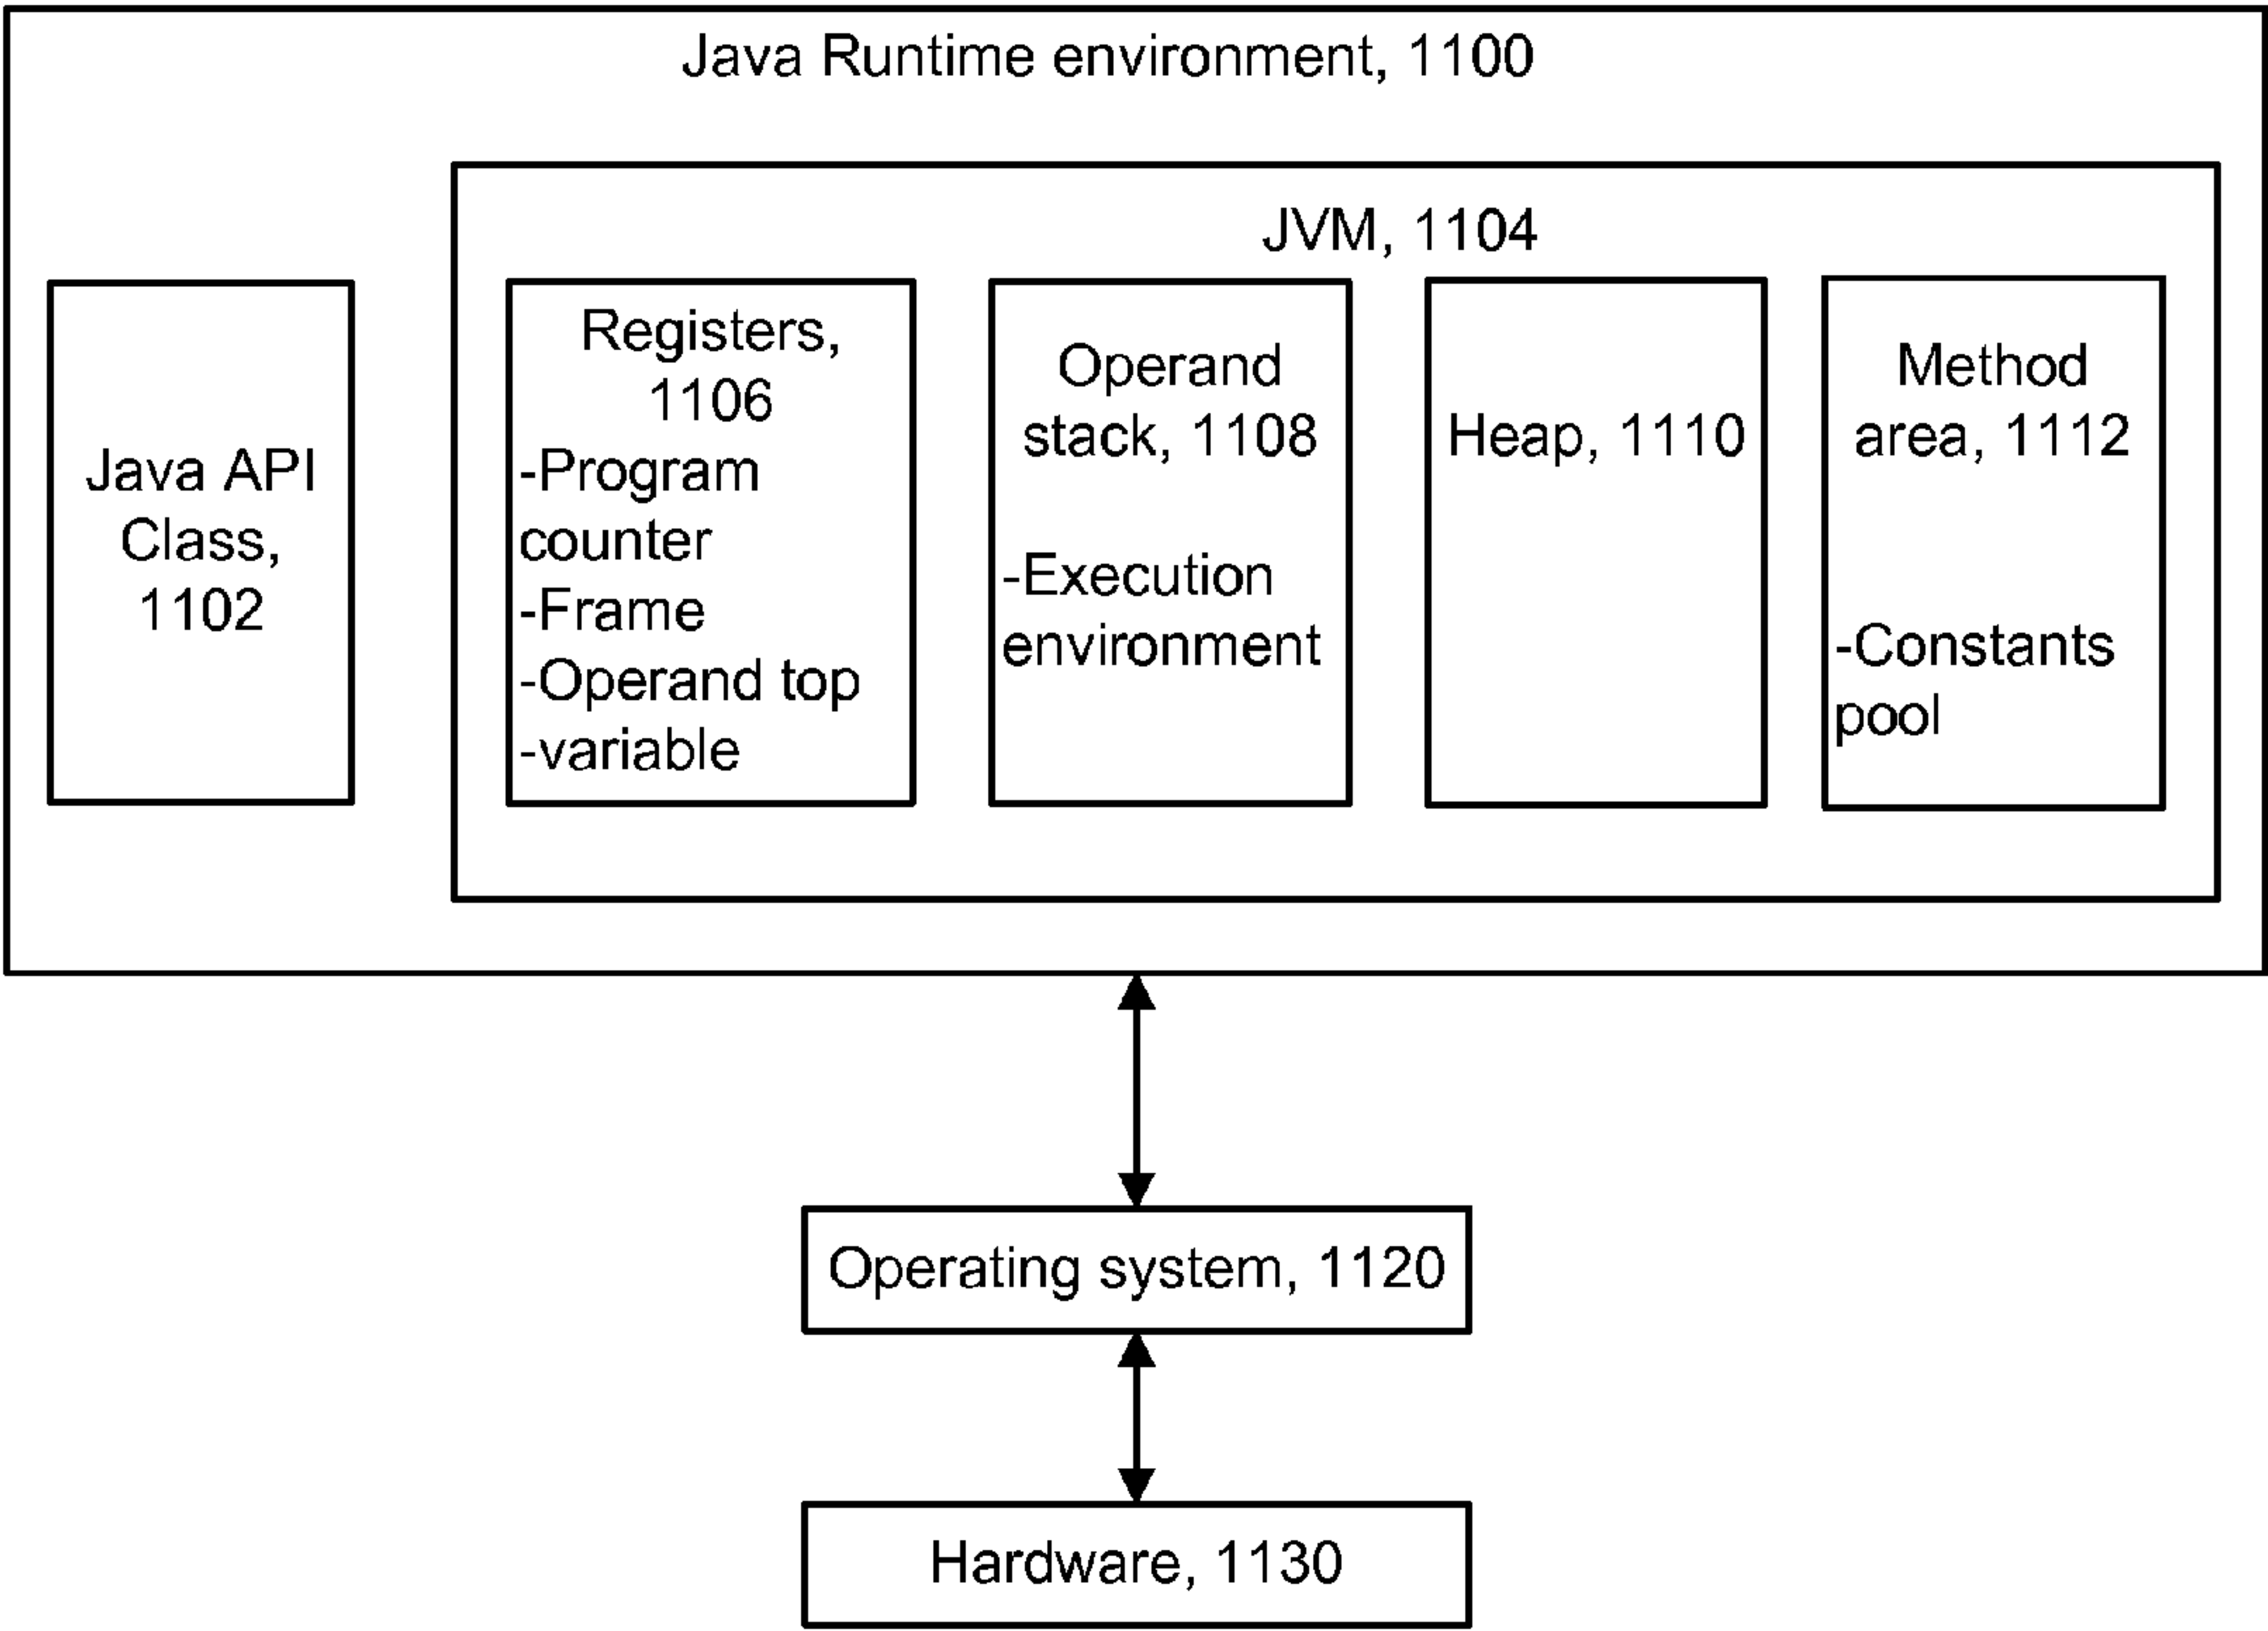 Java Runtime environment, 1100
JVM, 1104
Java API
Class,
1102
Registers,
1106
-Program
counter
-Frame
-Operand top
-variable
Operand
stack, 1108
-Execution
environment
Heap, 1110
Method
area, 1112
-Constants
pool
Operating system, 1120
Hardware, 1130